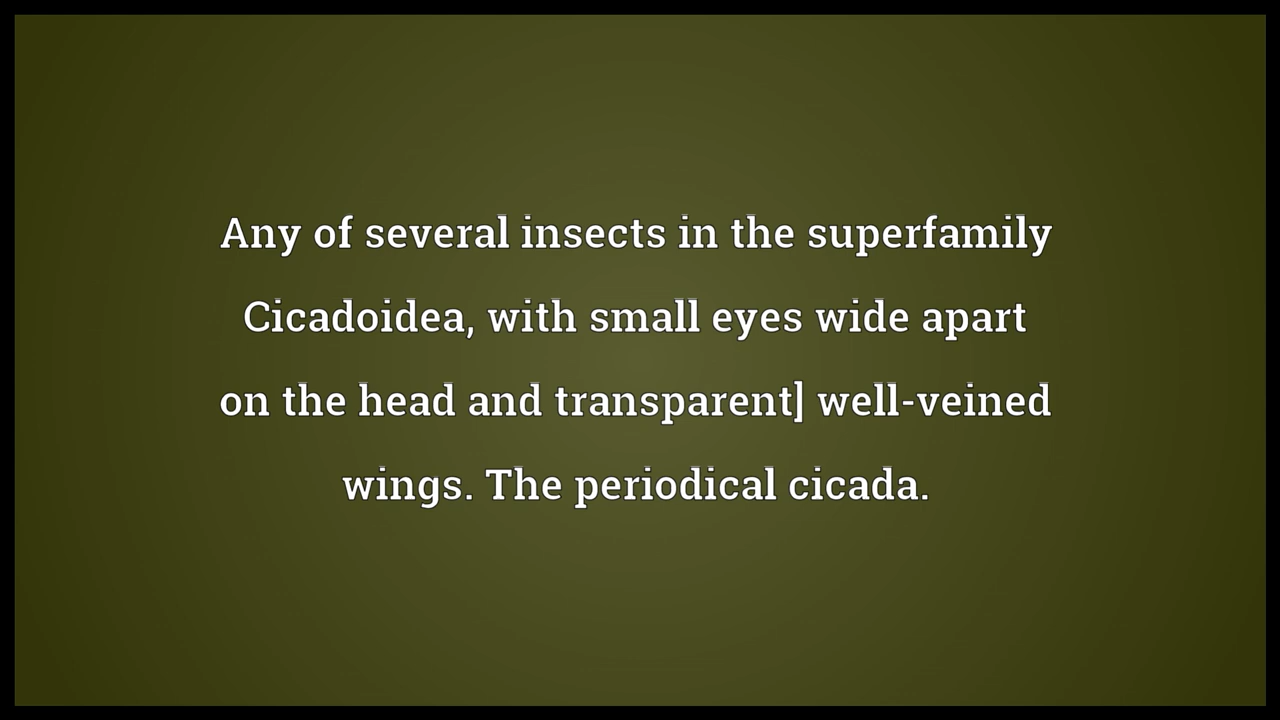 Any of several insects in the superfamily
Cicadoidea, with small eyes wide apart
on the head and transparent] well-veined
wings. The periodical cicada.